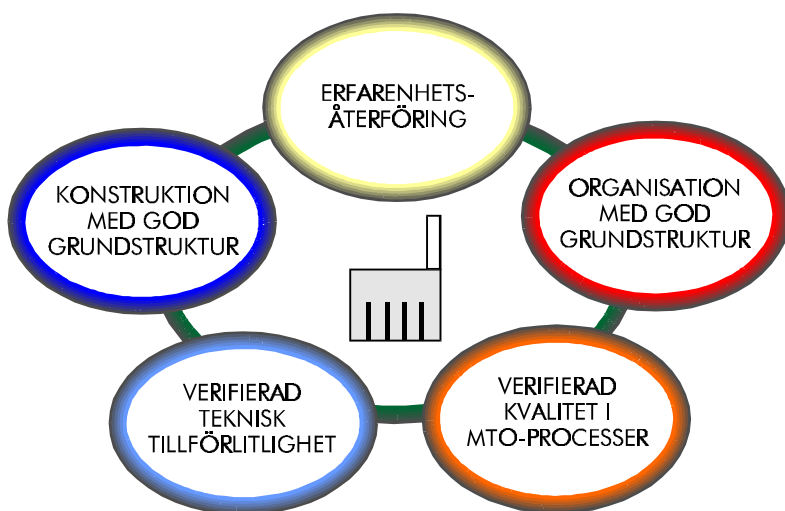 ERFARENHETS-
ÅTERFÖRING
KONSTRUKTION
MED GOD
GRUNDSTRUKTUR
ORGANISATION
MED GOD
GRUNDSTRUKTUR
VERIFIERAD
TEKNISK
TILLFÖRLITLIGHET
VERIFIERAD
KVALITET I
MTO-PROCESSER